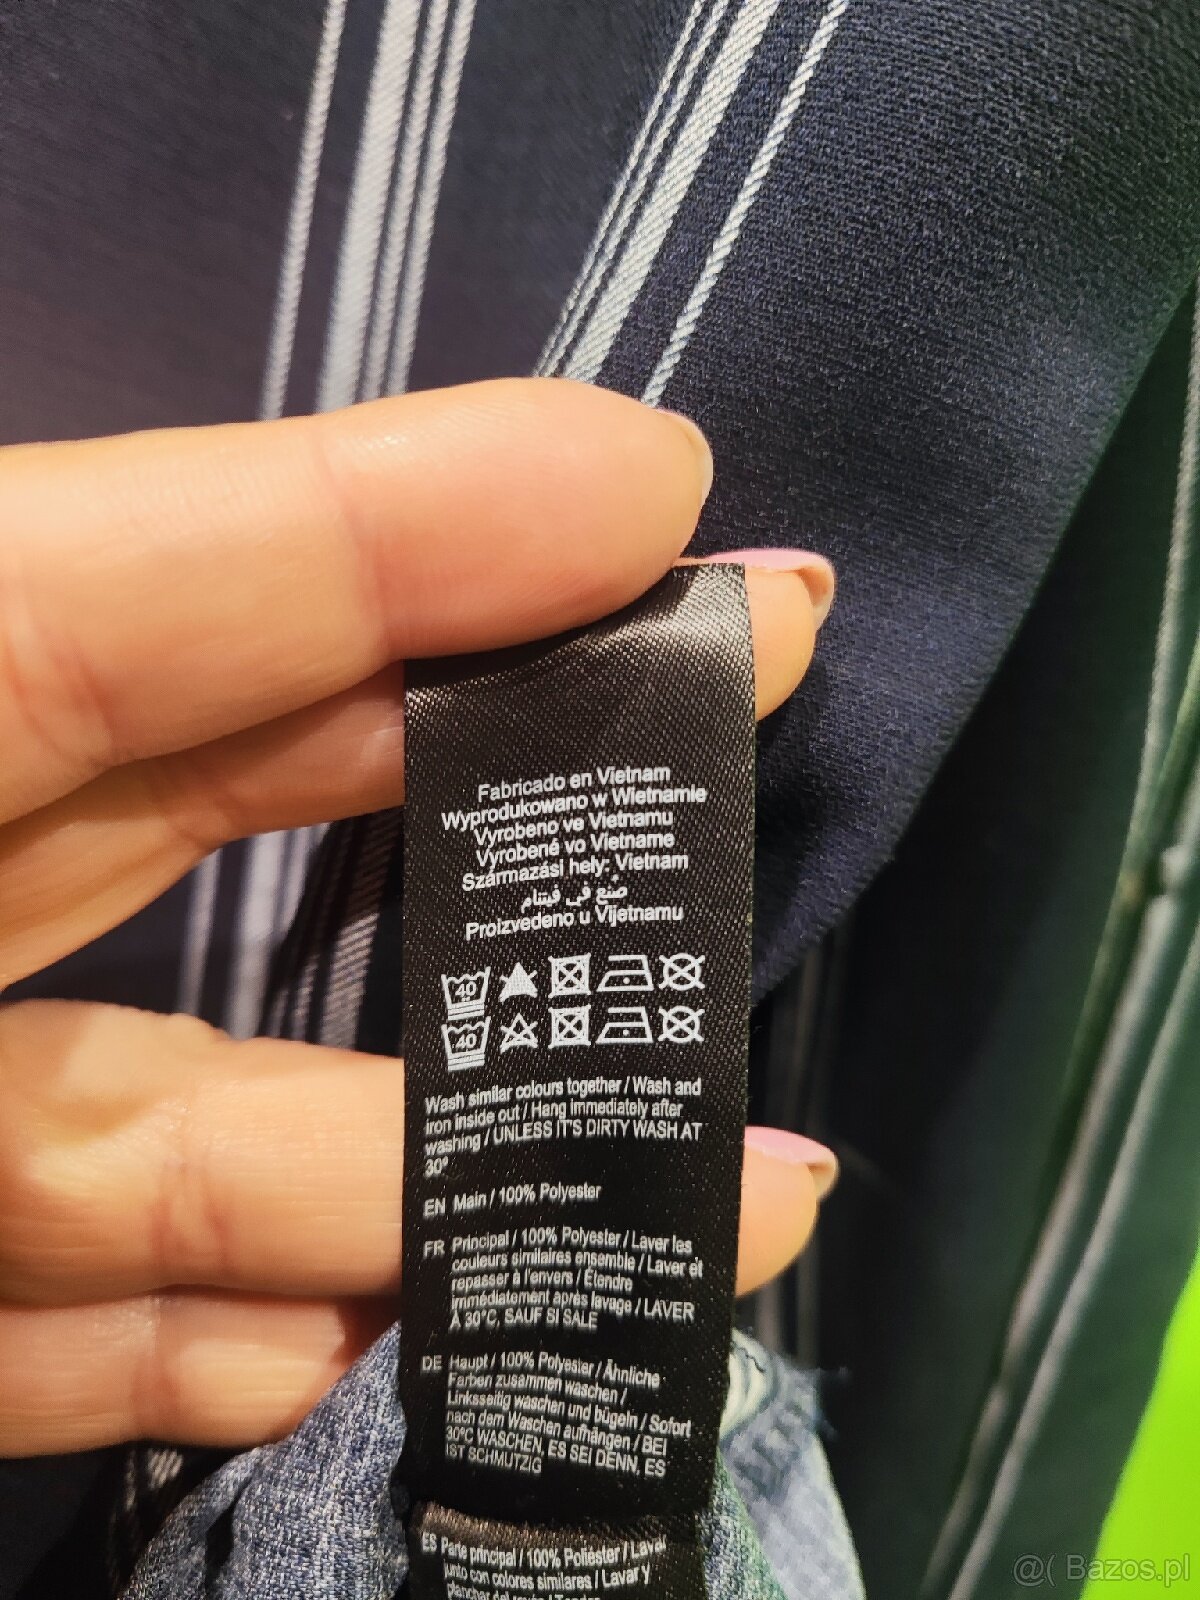 Fabricado en Vietnam
Wyprodukowano w Wietnamie
Vyrobeno ve Vietnamu
Vyrobené vo Vietname
Származási hely: Vietnam
صُنع في فيتنام
Proizvedeno u Vijetnamu
40
40
Wash similar colours together / Wash and
iron inside out / Hang immediately after
washing / UNLESS IT'S DIRTY WASH AT
30°
EN Main / 100% Polyester
FR Principal / 100% Polyester / Laver les
couleurs similaires ensemble / Laver et
repasser à l'envers / Étendre
immédiatement après lavage / LAVER
À 30°C, SAUF SI SALE
DE Haupt / 100% Polyester / Ähnliche
Farben zusammen waschen /
Linksseitig waschen und bügeln / Sofort
nach dem Waschen aufhängen / BEI
30°C WASCHEN, ES SEI DENN, ES
IST SCHMUTZIG
ES Parte principal / 100% Poliéster / Lavar
junto con colores similares / Lavar y
planchar del revés / Tender
@( Bazos.pl